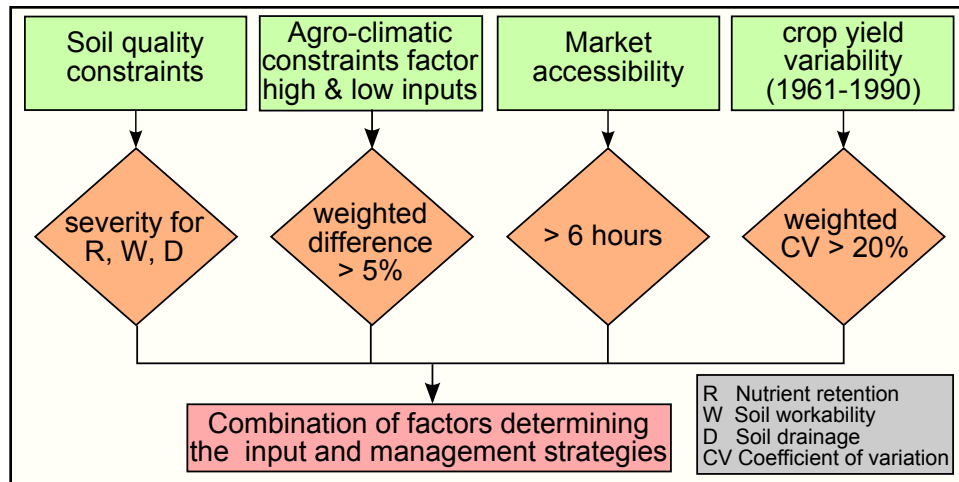 Soil quality
constraints
Agro-climatic
constraints factor
high & low inputs
Market
accessibility
crop yield
variability
(1961-1990)
severity for
R, W, D
weighted
difference
> 5%
> 6 hours
weighted
CV > 20%
Combination of factors determining
the input and management strategies
R Nutrient retention
W Soil workability
D Soil drainage
CV Coefficient of variation